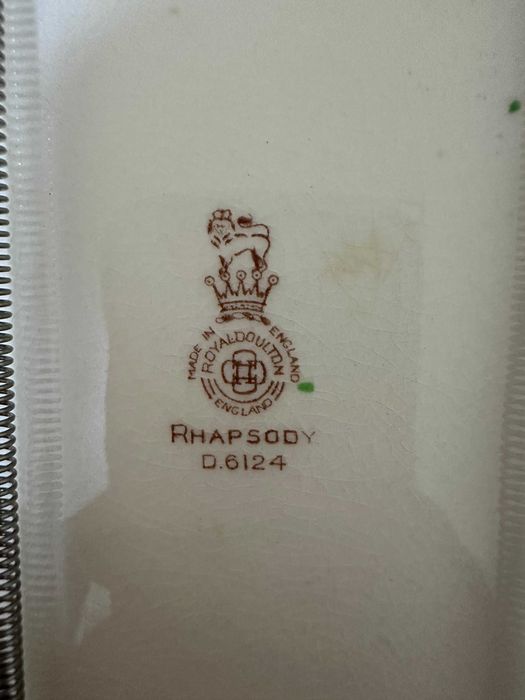 MADE IN ENGLAND
ROYAL DOULTON
ENGLAND
RHAPSODY
D.6124